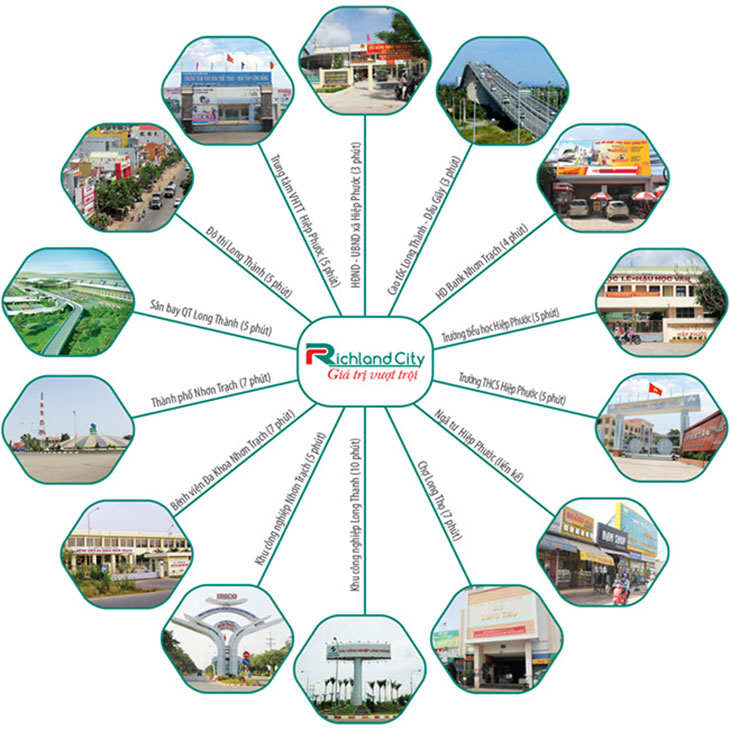 Richland City
Giá trị vượt trội
HĐND - UBND xã Hiệp Phước (3 phút)
Cao tốc Long Thành - Dầu Giây (3 phút)
HD Bank Nhơn Trạch (4 phút)
Trường tiểu học Hiệp Phước (5 phút)
Trường THCS Hiệp Phước (5 phút)
Ngã tư Hiệp Phước (liền kề)
Chợ Long Thọ (7 phút)
Khu công nghiệp Long Thành (10 phút)
Khu công nghiệp Nhơn Trạch (5 phút)
Bệnh viện Đa Khoa Nhơn Trạch (7 phút)
Thành phố Nhơn Trạch (7 phút)
Sân bay QT Long Thành (5 phút)
Đô thị Long Thành (5 phút)
Trung tâm VHTT Hiệp Phước (5 phút)